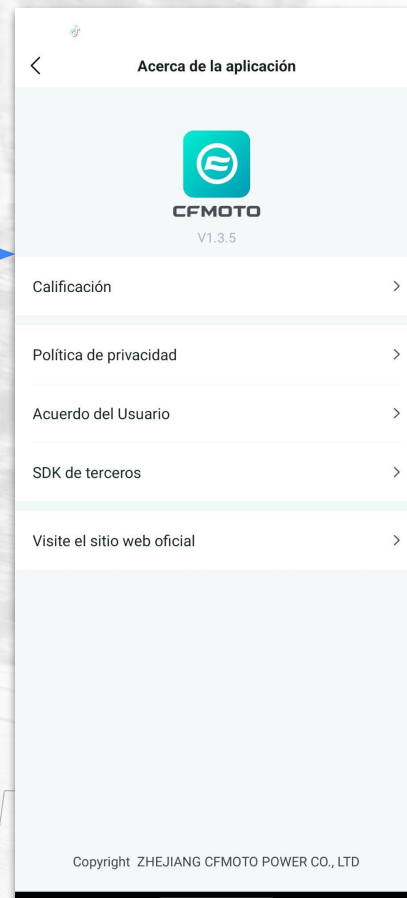 Acerca de la aplicación
CFMOTO
V1.3.5
Calificación
Política de privacidad
Acuerdo del Usuario
SDK de terceros
Visite el sitio web oficial
Copyright ZHEJIANG CFMOTO POWER CO., LTD